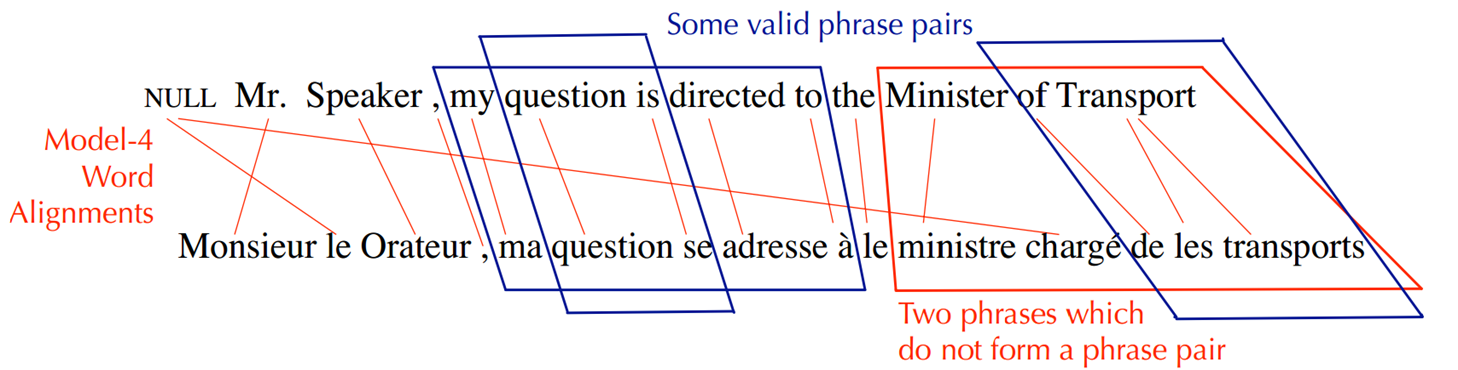 Some valid phrase pairs
NULL Mr. Speaker , my question is directed to the Minister of Transport
Model-4
Word
Alignments
Monsieur le Orateur , ma question se adresse à le ministre chargé de les transports
Two phrases which
do not form a phrase pair